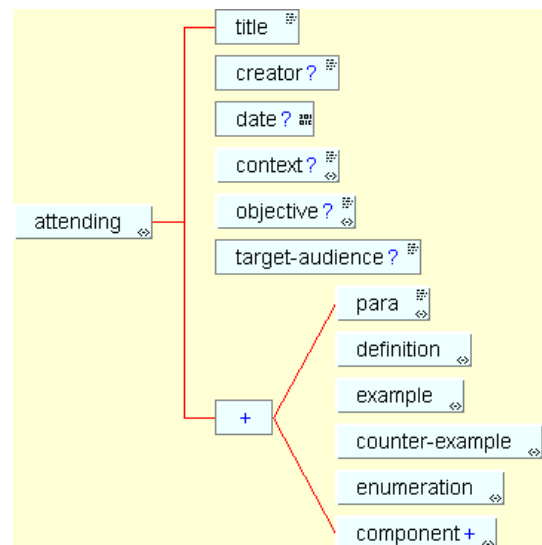 title
creator?
date?
context?
objective?
attending
target-audience?
para
definition
example
+
counter-example
enumeration
component+